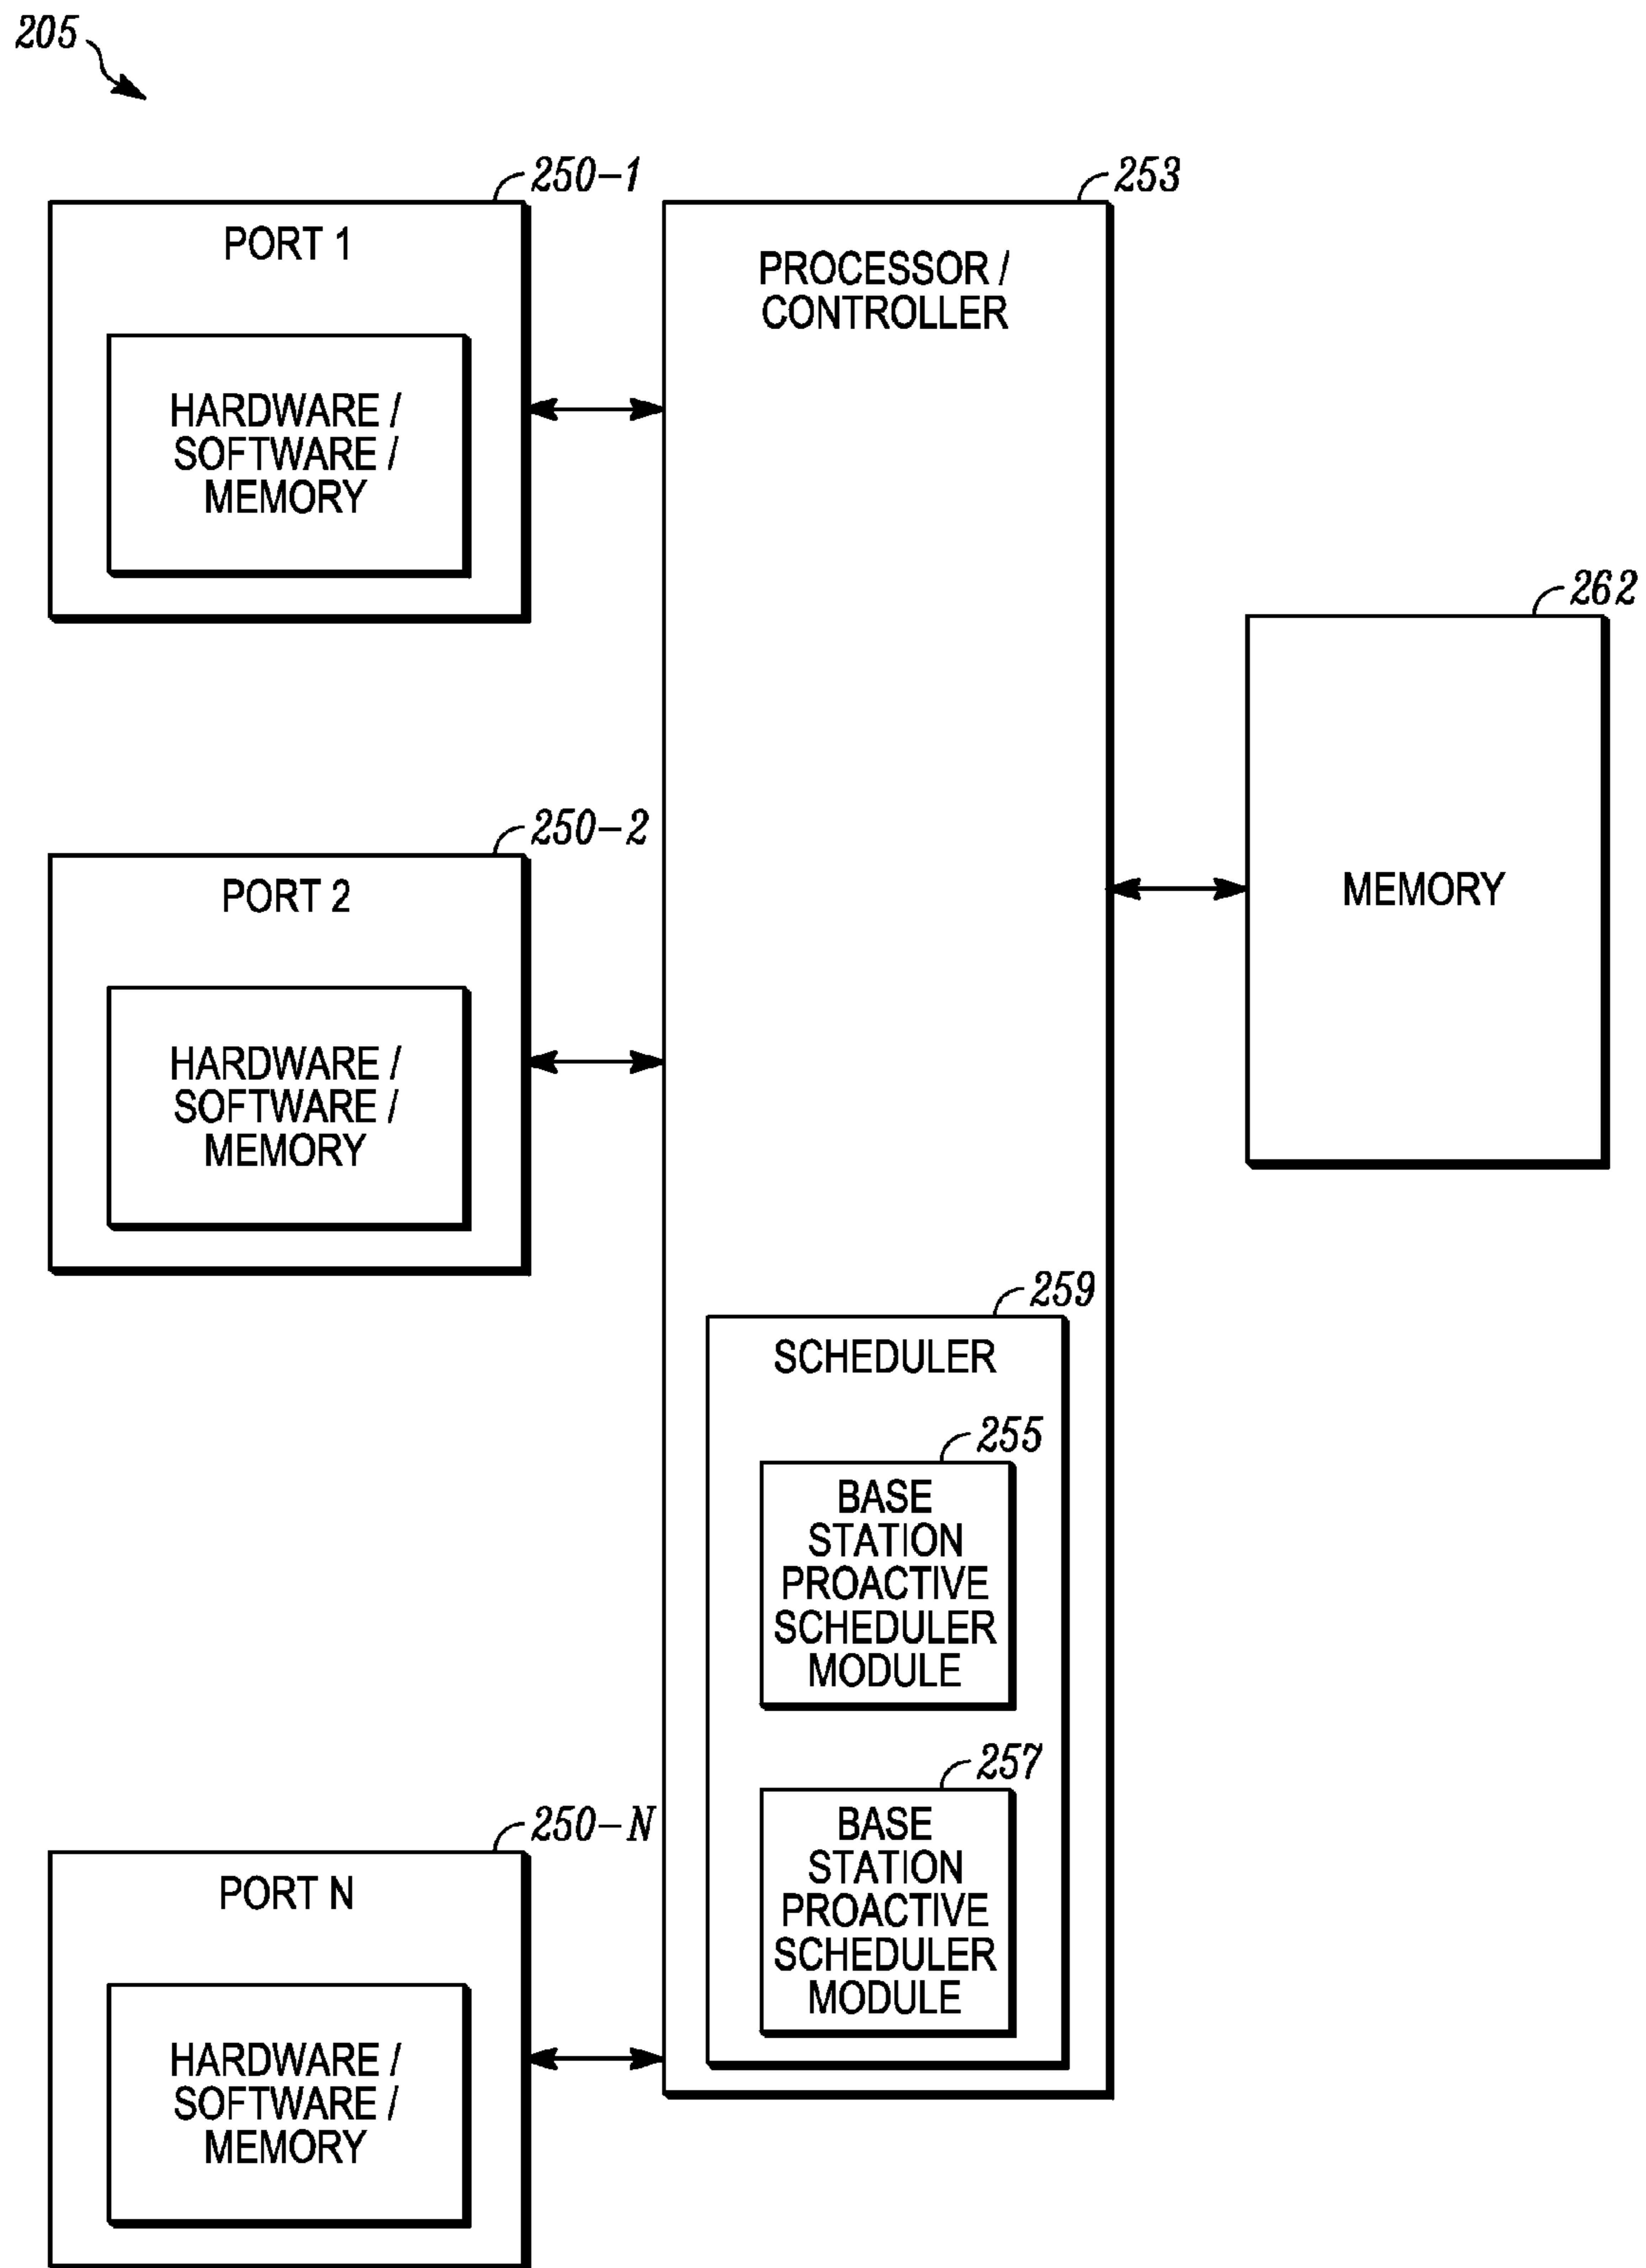 205
250-1
PORT 1
HARDWARE /
SOFTWARE /
MEMORY
253
PROCESSOR /
CONTROLLER
262
MEMORY
250-2
PORT 2
HARDWARE /
SOFTWARE /
MEMORY
259
SCHEDULER
255
BASE
STATION
PROACTIVE
SCHEDULER
MODULE
257
BASE
STATION
PROACTIVE
SCHEDULER
MODULE
250-N
PORT N
HARDWARE /
SOFTWARE /
MEMORY